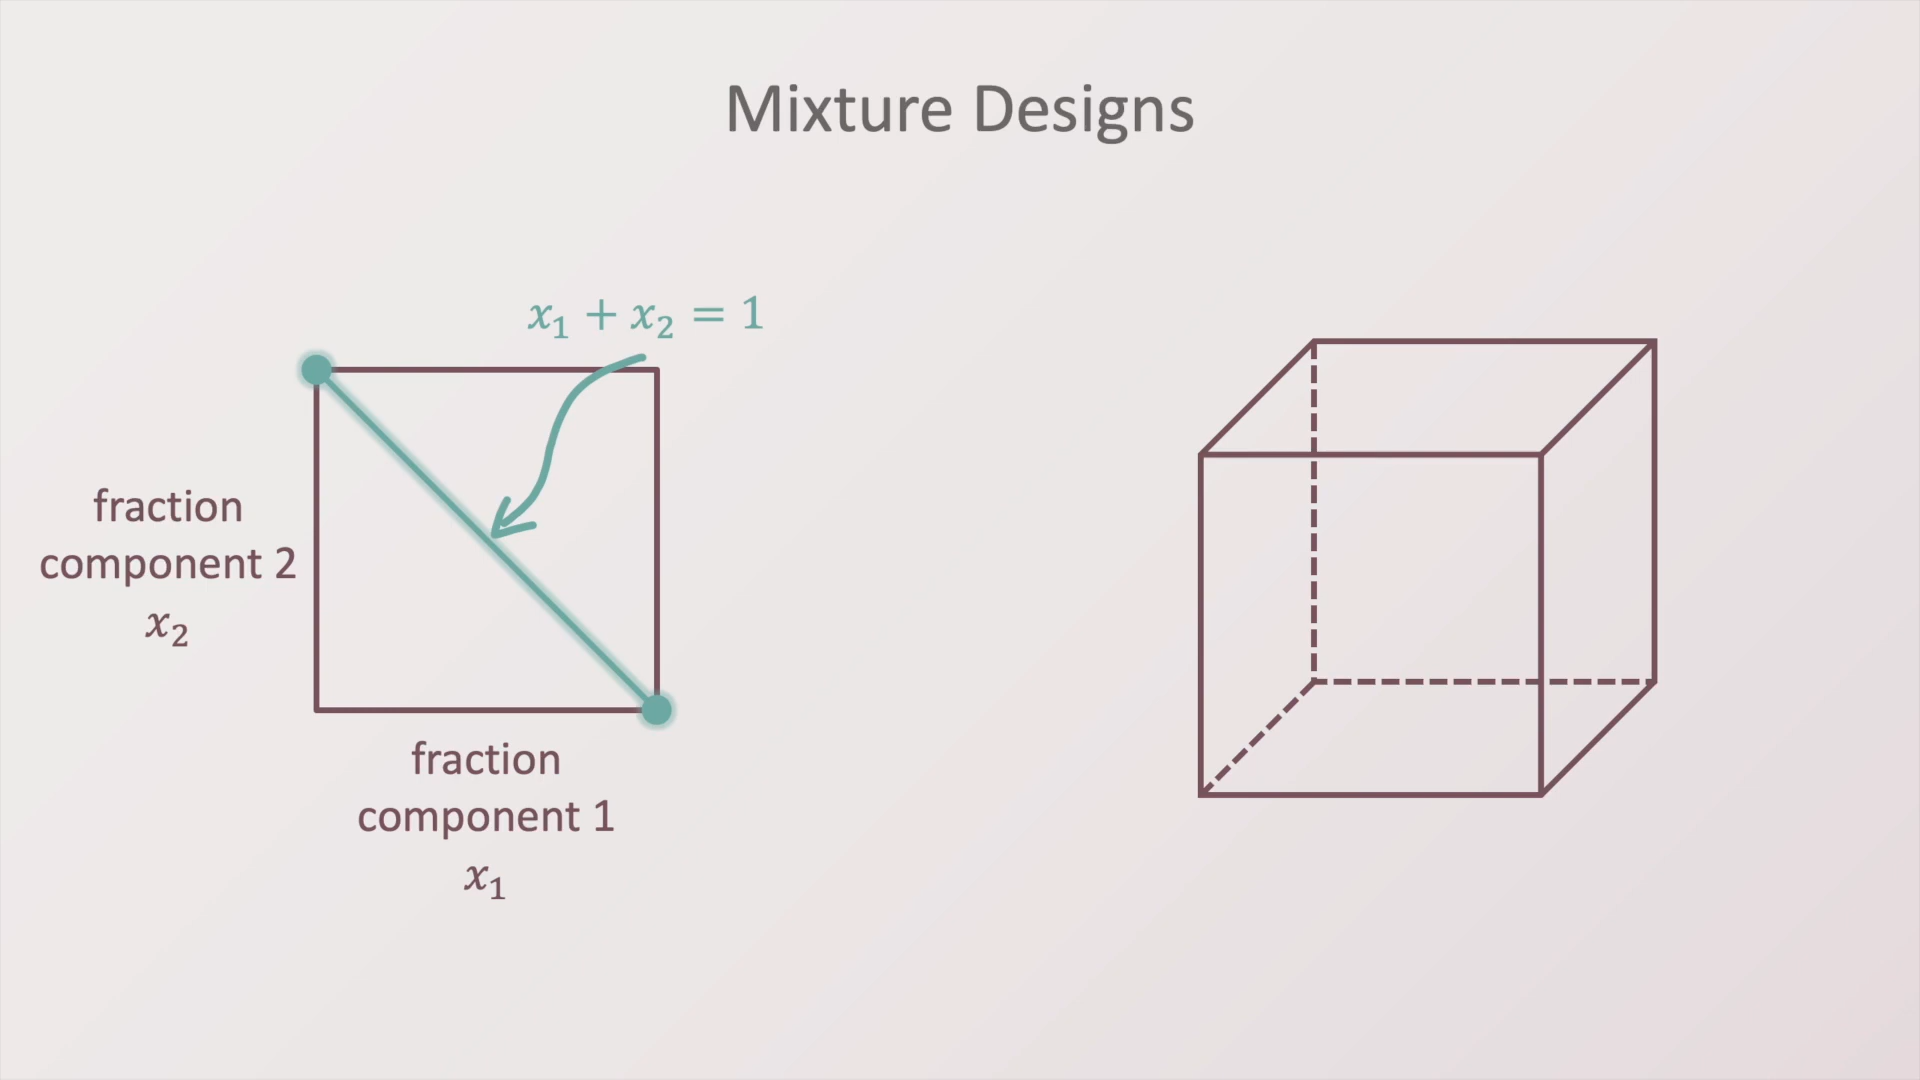 Mixture Designs
x₁ + x₂ = 1
fraction
component 2
x₂
fraction
component 1
x₁